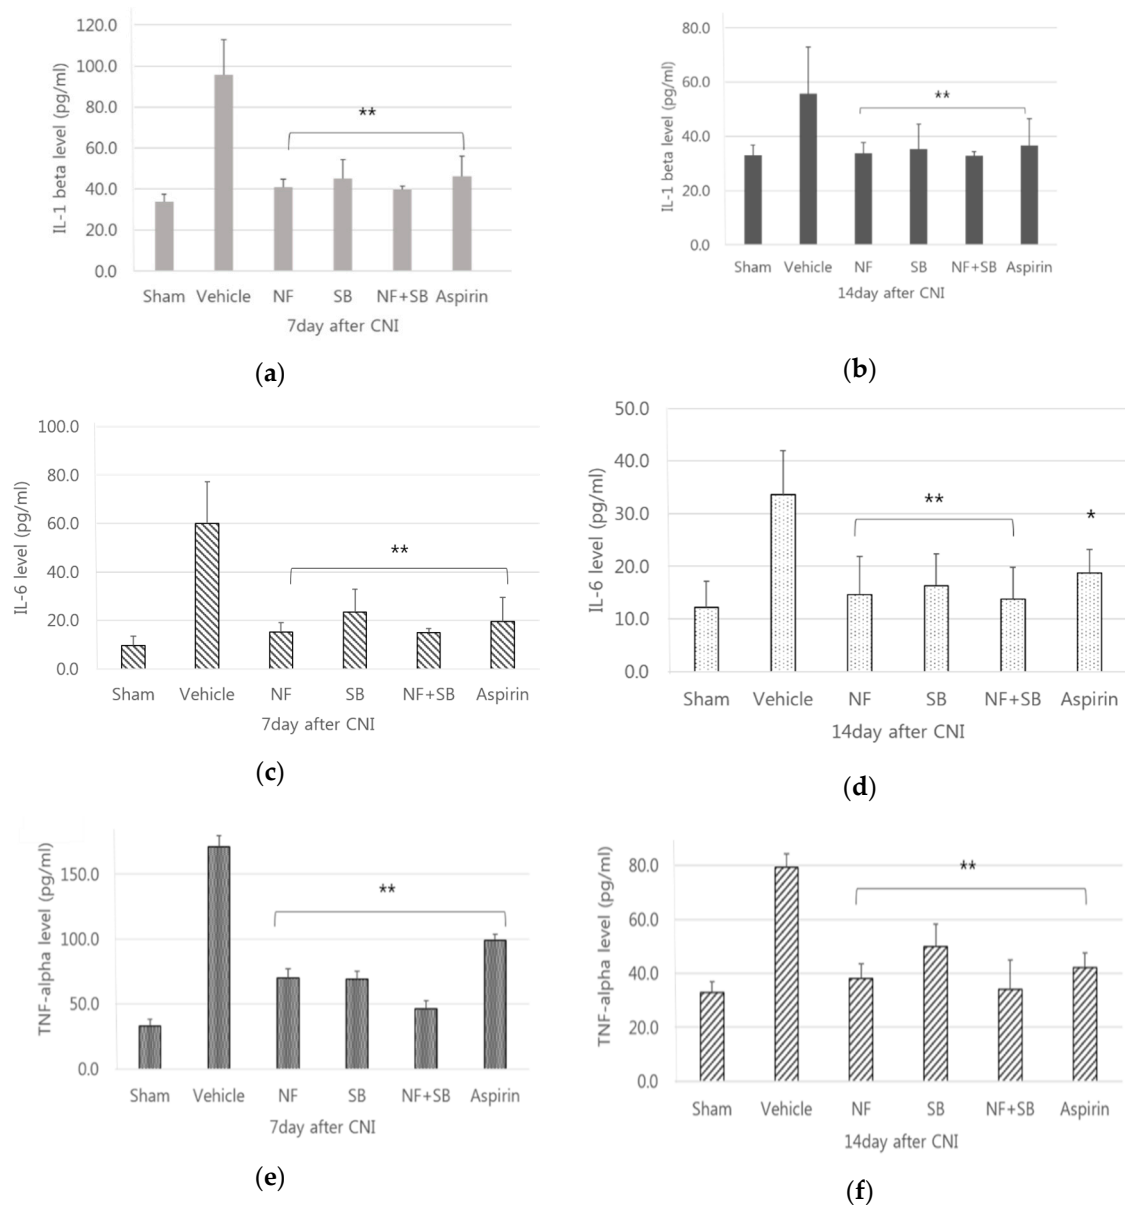 120.0
100.0
80.0
60.0
40.0
20.0
0.0
IL-1 beta level (pg/ml)
**
Sham Vehicle NF SB NF+SB Aspirin
7day after CNI
(a)
80.0
60.0
40.0
20.0
0.0
IL-1 beta level (pg/ml)
**
Sham Vehicle NF SB NF+SB Aspirin
14day after CNI
(b)
100.0
80.0
60.0
40.0
20.0
0.0
IL-6 level (pg/ml)
**
Sham Vehicle NF SB NF+SB Aspirin
7day after CNI
(c)
50.0
40.0
30.0
20.0
10.0
0.0
IL-6 level (pg/ml)
**
*
Sham Vehicle NF SB NF+SB Aspirin
14day after CNI
(d)
150.0
100.0
50.0
0.0
TNF-alpha level (pg/ml)
**
Sham Vehicle NF SB NF+SB Aspirin
7day after CNI
(e)
80.0
60.0
40.0
20.0
0.0
TNF-alpha level (pg/ml)
**
Sham Vehicle NF SB NF+SB Aspirin
14day after CNI
(f)